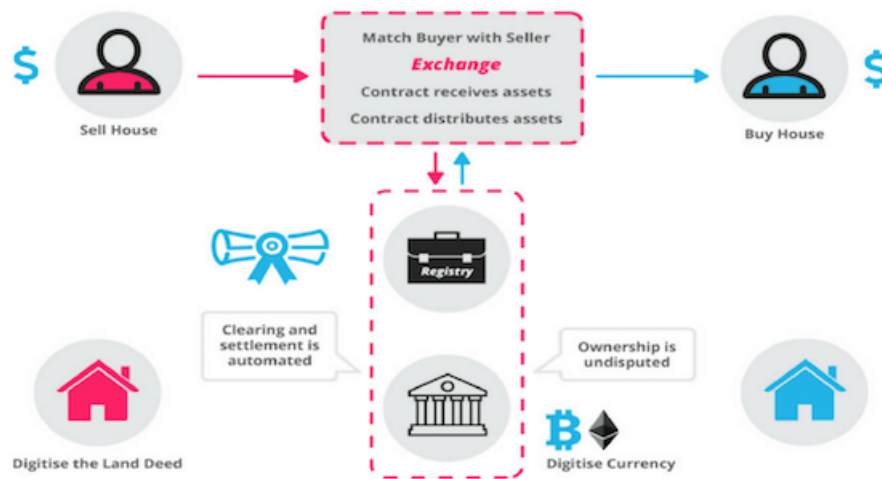 $
$
Sell House
Match Buyer with Seller
Exchange
Contract receives assets
Contract distributes assets
Buy House
Registry
Clearing and
settlement is
automated
Ownership is
undisputed
Digitise the Land Deed
Digitise Currency